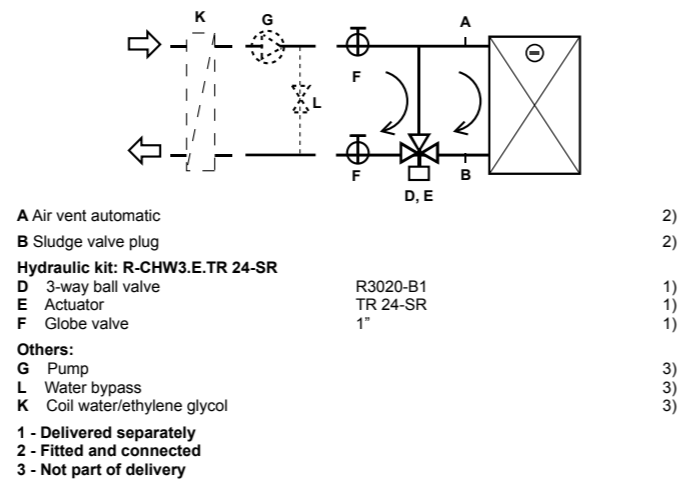 K
G
A
F
L
F
B
D, E
A Air vent automatic 2)
B Sludge valve plug 2)
Hydraulic kit: R-CHW3.E.TR 24-SR
D 3-way ball valve R3020-B1 1)
E Actuator TR 24-SR 1)
F Globe valve 1” 1)
Others:
G Pump 3)
L Water bypass 3)
K Coil water/ethylene glycol 3)
1 - Delivered separately
2 - Fitted and connected
3 - Not part of delivery